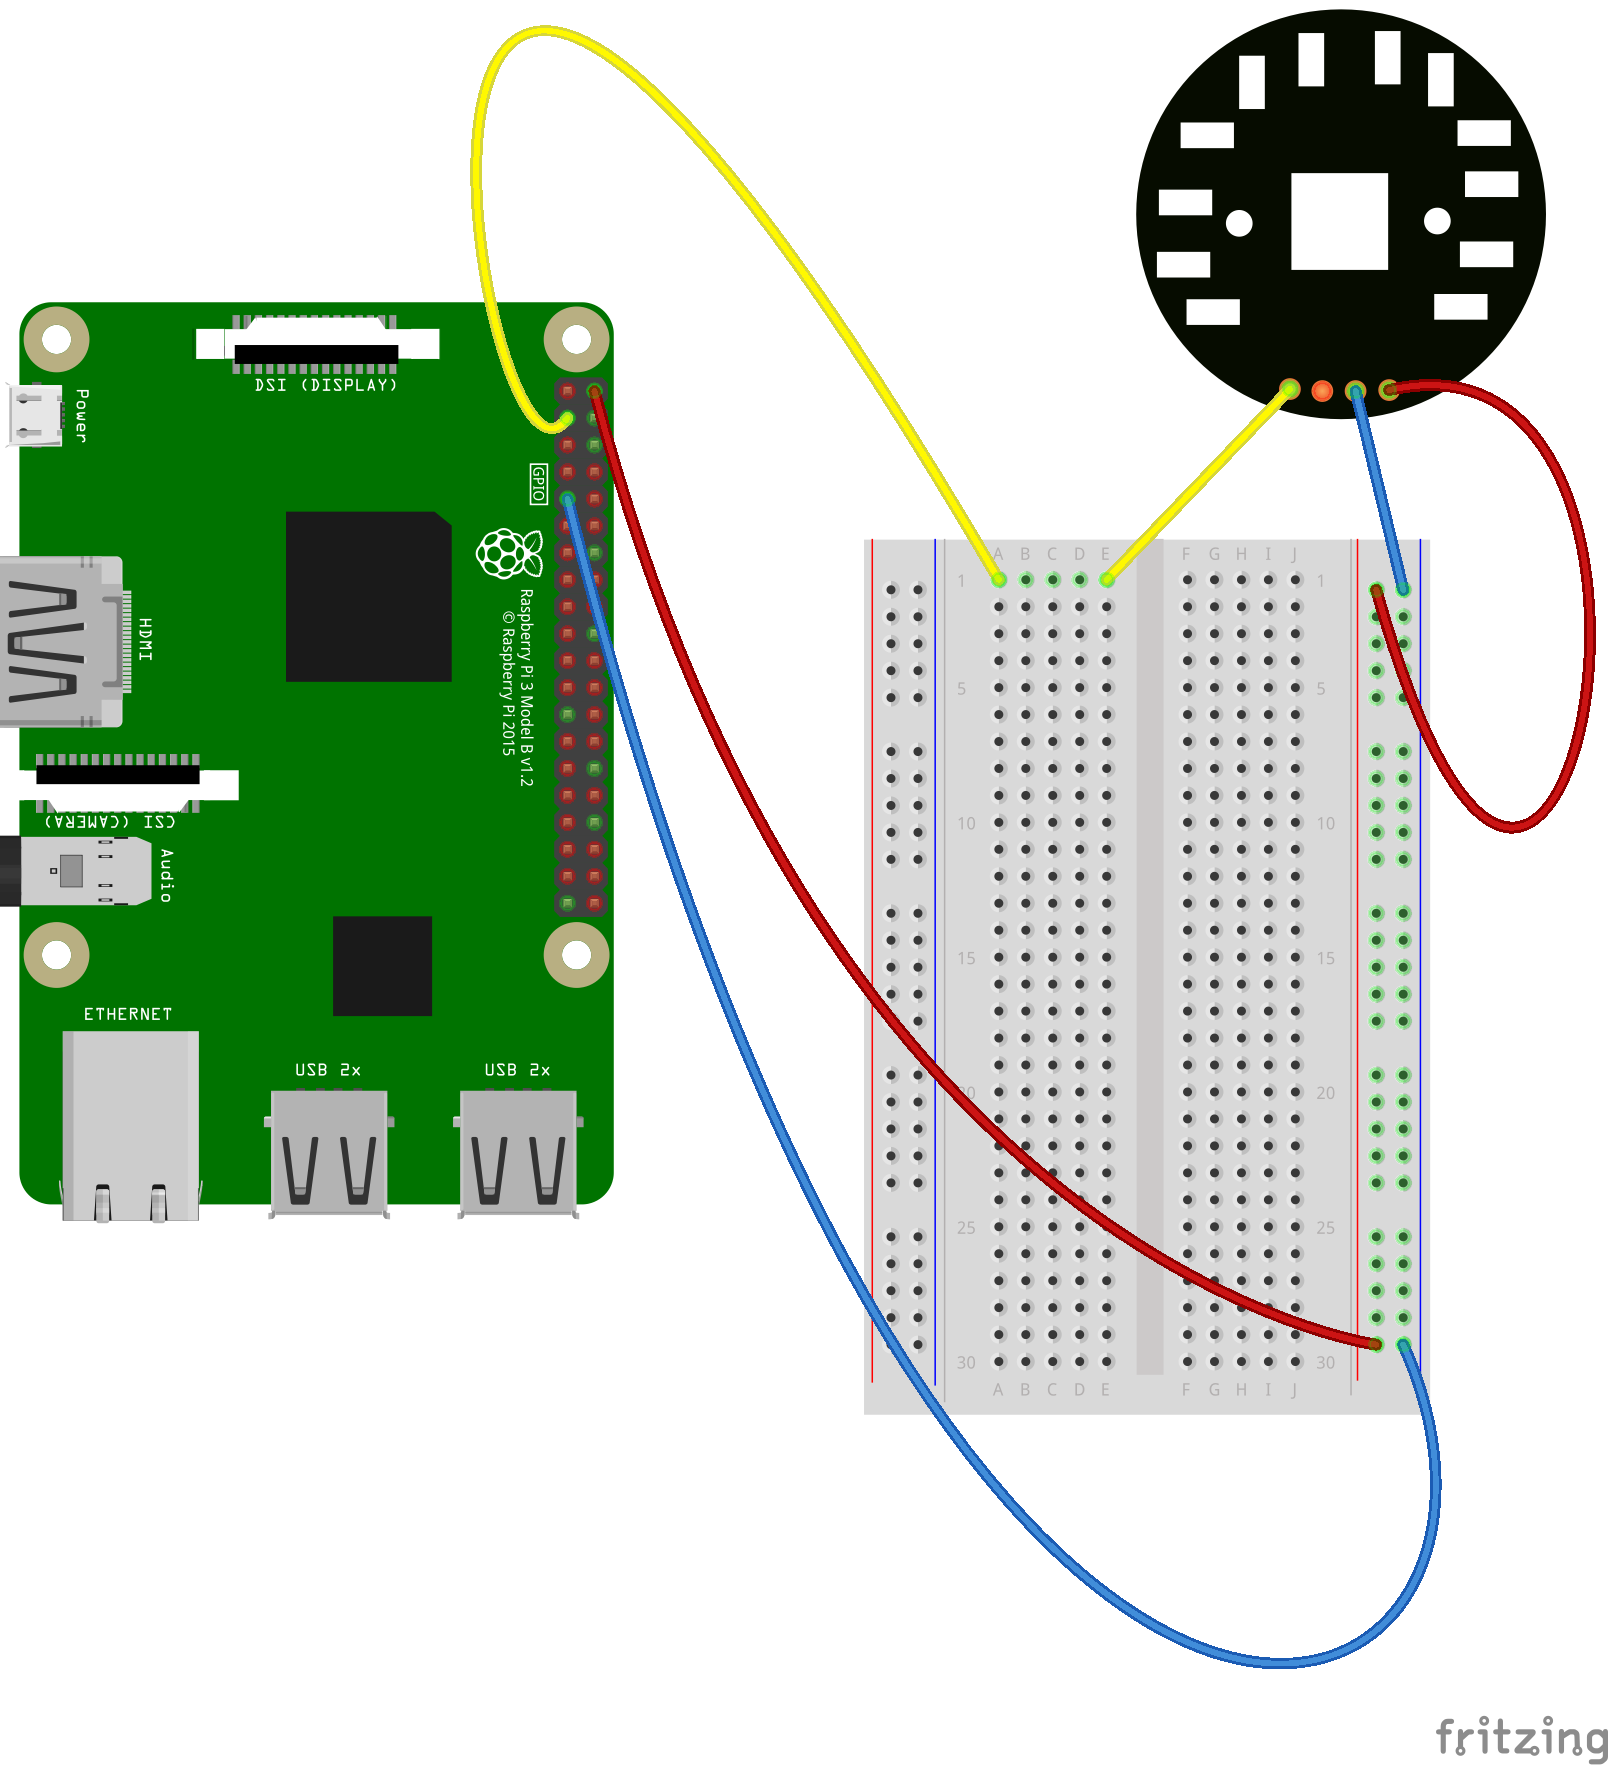 DSI (DISPLAY)
Power
GPIO
Raspberry Pi 3 Model B v1.2
© Raspberry Pi 2015
HDMI
CSI (CAMERA)
Audio
ETHERNET
USB 2x
USB 2x
A B C D E F G H I J
1 1
5 5
10 10
15 15
20 20
25 25
30 30
A B C D E F G H I J
fritzing